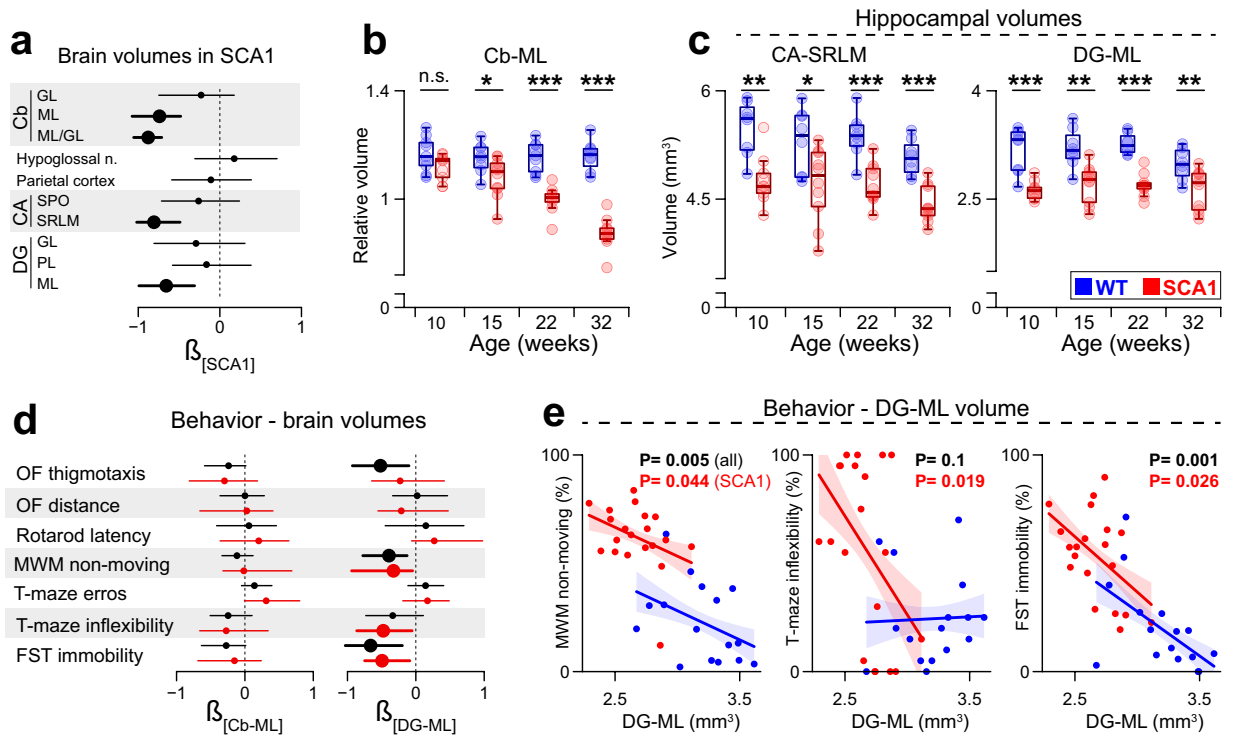 a
Brain volumes in SCA1
Cb
GL
ML
ML/GL
Hypoglossal n.
Parietal cortex
CA
SPO
SRLM
DG
GL
PL
ML
−1 0 1
ß[SCA1]
b
Cb-ML
n.s. * *** ***
Relative volume
1.4
1
0
10 15 22 32
Age (weeks)
c
Hippocampal volumes
CA-SRLM
** * *** ***
Volume (mm³)
6
4.5
0
10 15 22 32
Age (weeks)
DG-ML
*** ** *** **
4
2.5
0
WT SCA1
10 15 22 32
Age (weeks)
d
Behavior - brain volumes
OF thigmotaxis
OF distance
Rotarod latency
MWM non-moving
T-maze erros
T-maze inflexibility
FST immobility
−1 0 1
ß[Cb-ML]
−1 0 1
ß[DG-ML]
e
Behavior - DG-ML volume
P= 0.005 (all)
P= 0.044 (SCA1)
MWM non-moving (%)
100
0
2.5 3.5
DG-ML (mm³)
P= 0.1
P= 0.019
T-maze inflexibility (%)
100
0
2.5 3.5
DG-ML (mm³)
P= 0.001
P= 0.026
FST immobility (%)
100
0
2.5 3.5
DG-ML (mm³)